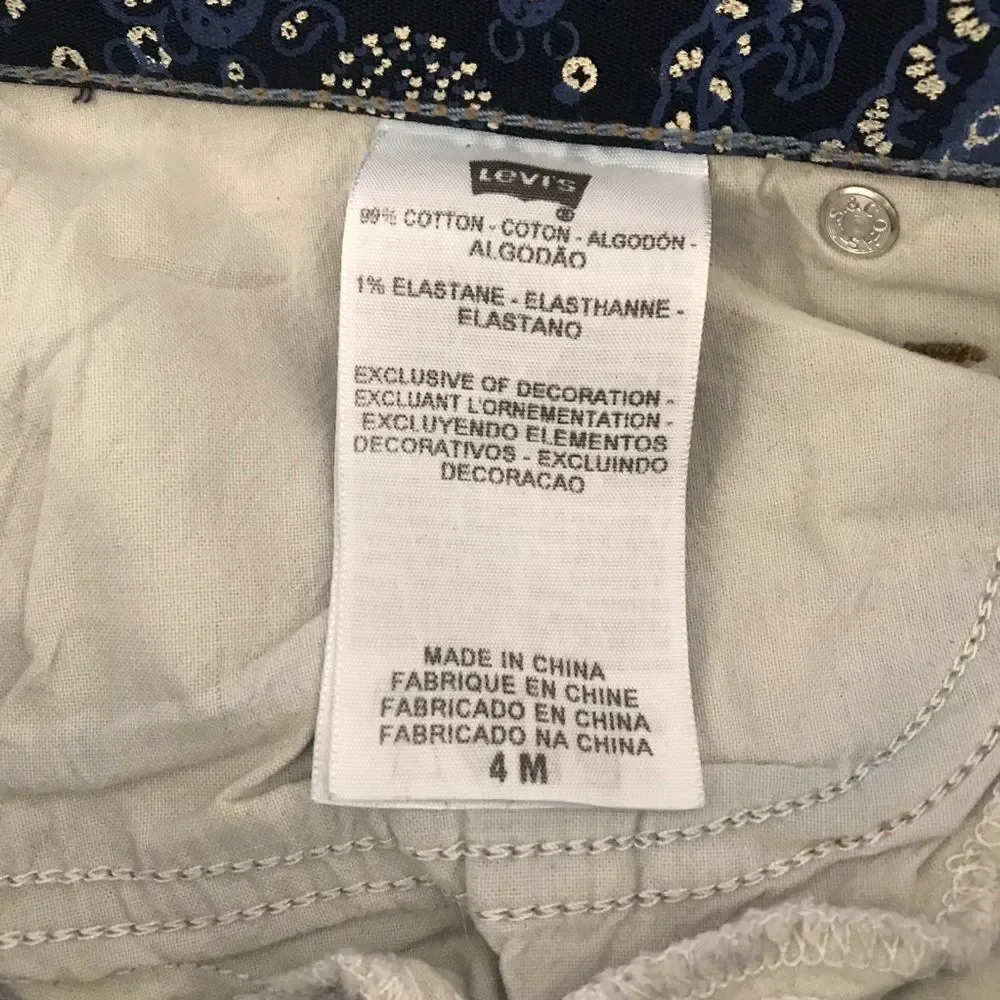 LEVI'S
®
99% COTTON - COTON - ALGODÓN -
ALGODÃO
1% ELASTANE - ELASTHANNE -
ELASTANO
EXCLUSIVE OF DECORATION -
EXCLUANT L'ORNEMENTATION -
EXCLUYENDO ELEMENTOS
DECORATIVOS - EXCLUINDO
DECORACAO
MADE IN CHINA
FABRIQUE EN CHINE
FABRICADO EN CHINA
FABRICADO NA CHINA
4 M
S.&CO.